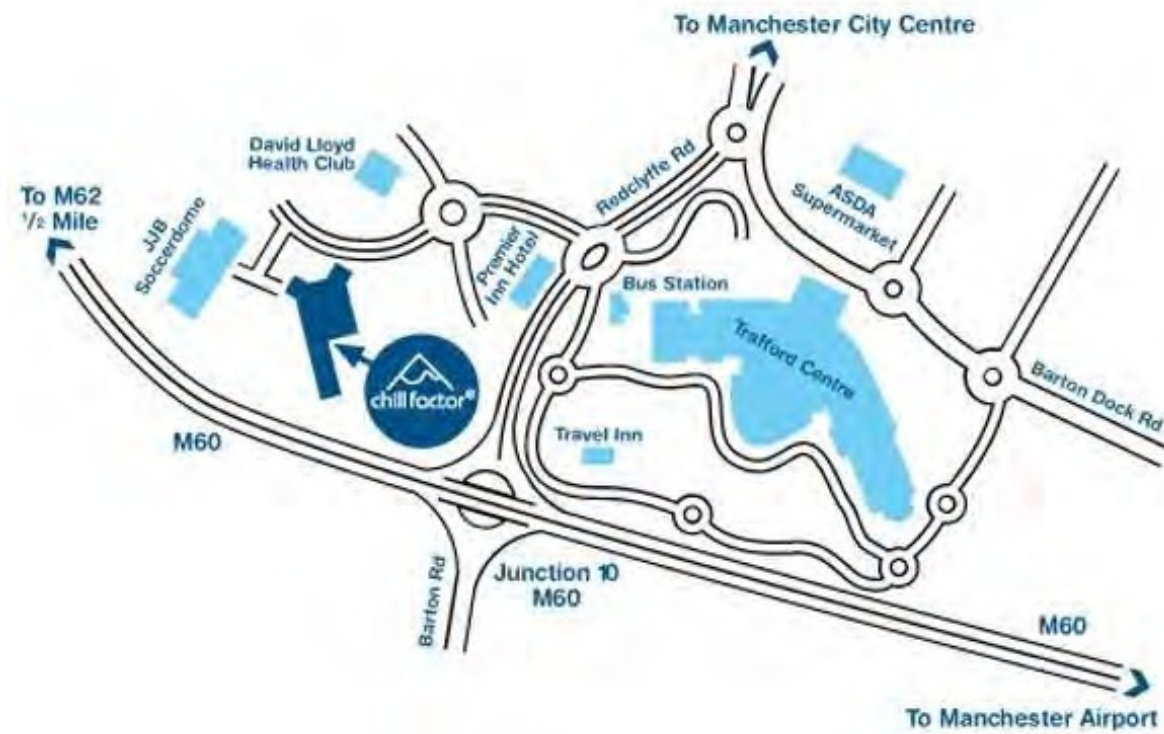 To Manchester City Centre
David Lloyd
Health Club
Redclyffe Rd
ASDA
Supermarket
To M62
½ Mile
JJB
Soccerdome
Premier
Inn Hotel
Bus Station
Trafford Centre
chill factorᵉ
Barton Dock Rd
M60
Travel Inn
Barton Rd
Junction 10
M60
M60
To Manchester Airport